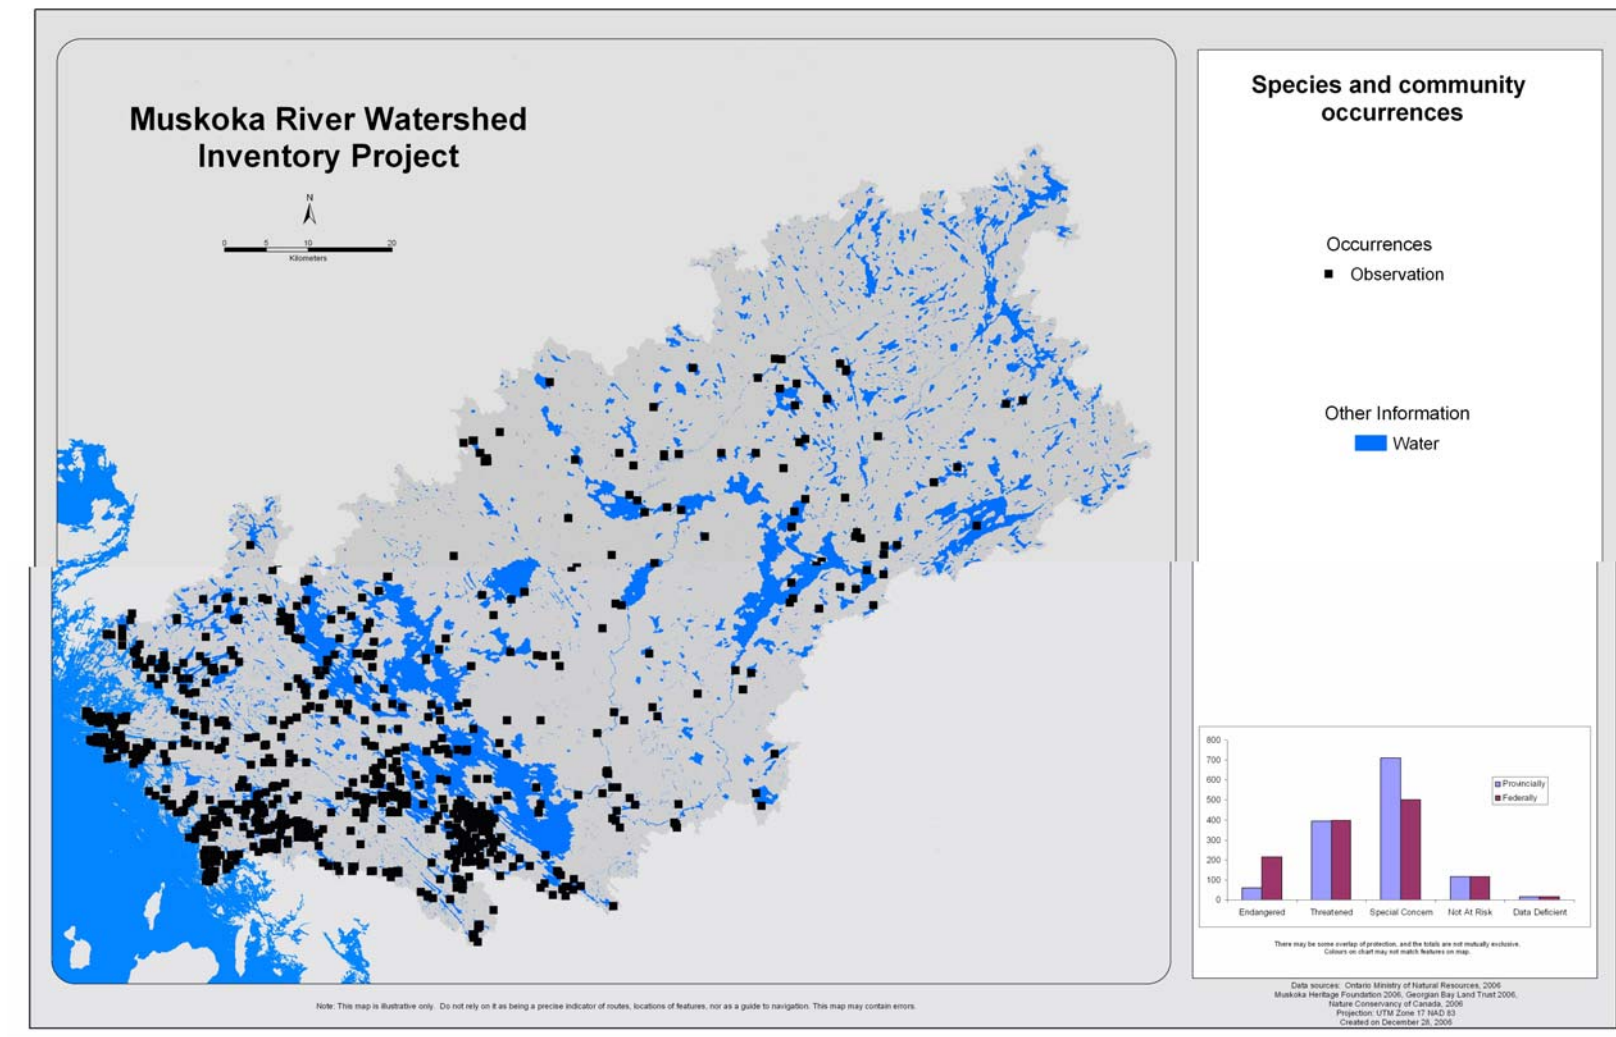 Muskoka River Watershed
Inventory Project
N
0 5 10 20
Kilometers
Species and community
occurrences
Occurrences
Observation
Other Information
Water
800
700
600
500
400
300
200
100
0
Provincially
Federally
Endangered Threatened Special Concern Not At Risk Data Deficient
There may be some overlap of protection, and the totals are not mutually exclusive.
Colours on chart may not match features on map.
Note: This map is illustrative only. Do not rely on it as being a precise indicator of routes, locations of features, nor as a guide to navigation. This map may contain errors.
Data sources: Ontario Ministry of Natural Resources, 2006
Muskoka Heritage Foundation 2006, Georgian Bay Land Trust 2006,
Nature Conservancy of Canada, 2006
Projection: UTM Zone 17 NAD 83
Created on December 28, 2006